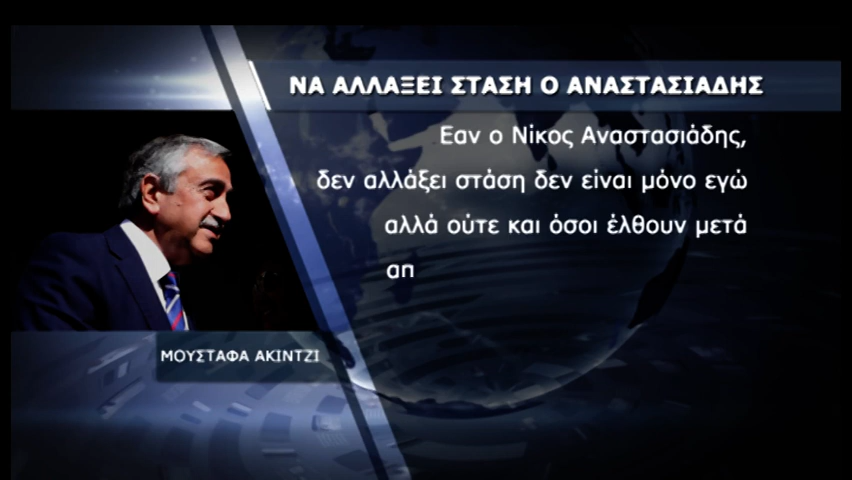 ΝΑ ΑΛΛΑΞΕΙ ΣΤΑΣΗ Ο ΑΝΑΣΤΑΣΙΑΔΗΣ
Εαν ο Νίκος Αναστασιάδης,
δεν αλλάξει στάση δεν είναι μόνο εγώ
αλλά ούτε και όσοι έλθουν μετά
απ
ΜΟΥΣΤΑΦΑ ΑΚΙΝΤΖΙ